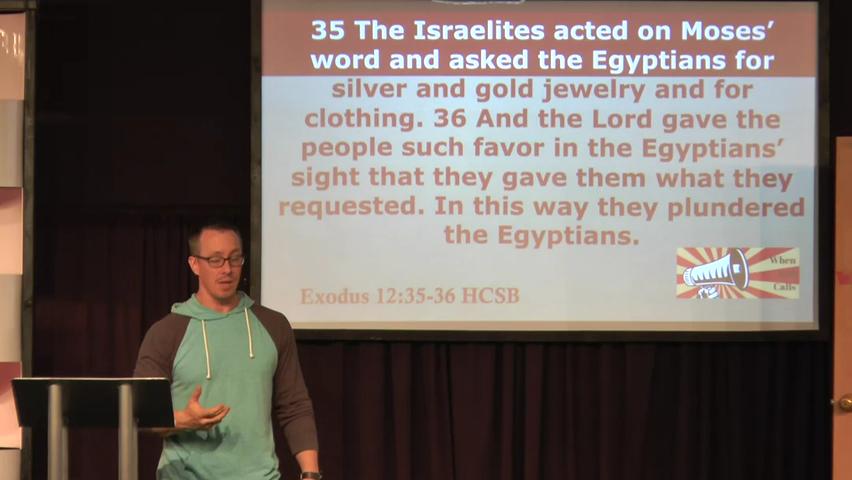 35 The Israelites acted on Moses’
word and asked the Egyptians for
silver and gold jewelry and for
clothing. 36 And the Lord gave the
people such favor in the Egyptians’
sight that they gave them what they
requested. In this way they plundered
the Egyptians.
When
Calls
Exodus 12:35-36 HCSB